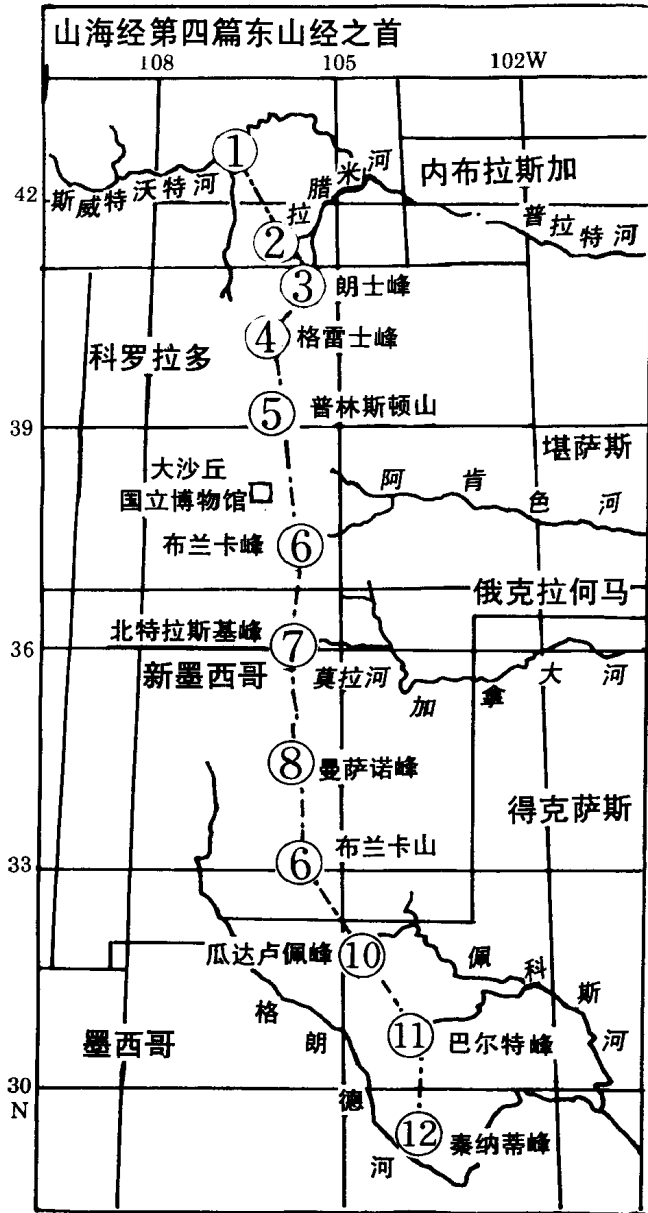 山海经第四篇东山经之首
108 105 102W
①
42
斯威特沃特河
拉腊米河
内布拉斯加
普拉特河
②
③ 朗士峰
④ 格雷士峰
科罗拉多
⑤ 普林斯顿山
39
堪萨斯
大沙丘
国立博物馆
阿肯色河
布兰卡峰 ⑥
俄克拉何马
北特拉斯基峰 ⑦
36
新墨西哥
莫拉河
加拿大河
⑧ 曼萨诺峰
得克萨斯
⑥ 布兰卡山
33
瓜达卢佩峰 ⑩
佩科斯河
格朗德河
⑪ 巴尔特峰
墨西哥
30
N
⑫ 秦纳蒂峰